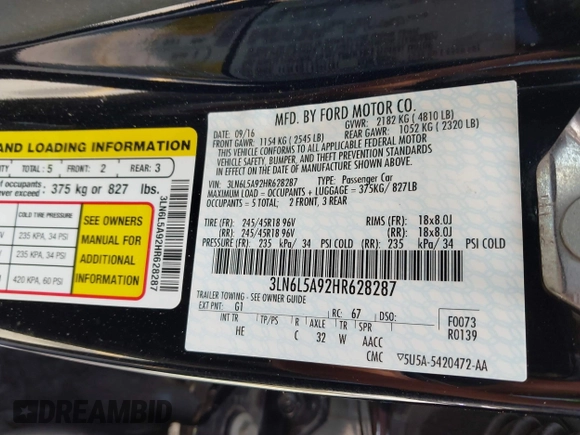 AND LOADING INFORMATION
TOTAL: 5 FRONT: 2 REAR: 3
occupants
exceed: 375 kg or 827 lbs.
COLD TIRE PRESSURE
235 KPA, 34 PSI
235 KPA, 34 PSI
420 KPA, 60 PSI
SEE OWNERS
MANUAL FOR
ADDITIONAL
INFORMATION
3LN6L5A92HR628287
MFD. BY FORD MOTOR CO.
09/16 GVWR: 2182 KG ( 4810 LB)
FRONT GAWR: 1154 KG ( 2545 LB) REAR GAWR: 1052 KG ( 2320 LB)
THIS VEHICLE CONFORMS TO ALL APPLICABLE FEDERAL MOTOR
VEHICLE SAFETY, BUMPER, AND THEFT PREVENTION STANDARDS IN
EFFECT ON THE DATE OF MANUFACTURE SHOWN ABOVE.
VIN: 3LN6L5A92HR628287 TYPE: Passenger Car
MAXIMUM LOAD = OCCUPANTS + LUGGAGE = 375KG/ 827LB
OCCUPANTS = 5 TOTAL: 2 FRONT, 3 REAR
TIRE (FR): 245/45R18 96V RIMS (FR): 18x8.0J
(RR): 245/45R18 96V (RR): 18x8.0J
PRESSURE (FR): 235 kPa/ 34 PSI COLD (RR): 235 kPa/ 34 PSI COLD
3LN6L5A92HR628287
TRAILER TOWING - SEE OWNER GUIDE
EXT PNT: G1 RC: 67 DSO: F0073
INT TR TP/PS R AXLE TR SPR R0139
HE C 32 W AACC
CMC ▽5U5A-5420472-AA
DREAMBID